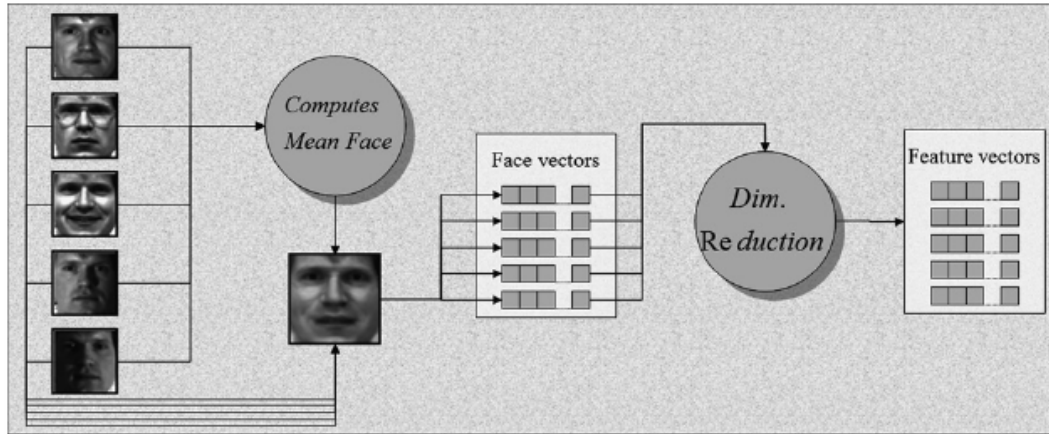 Computes
Mean Face
Face vectors
Dim.
Re duction
Feature vectors